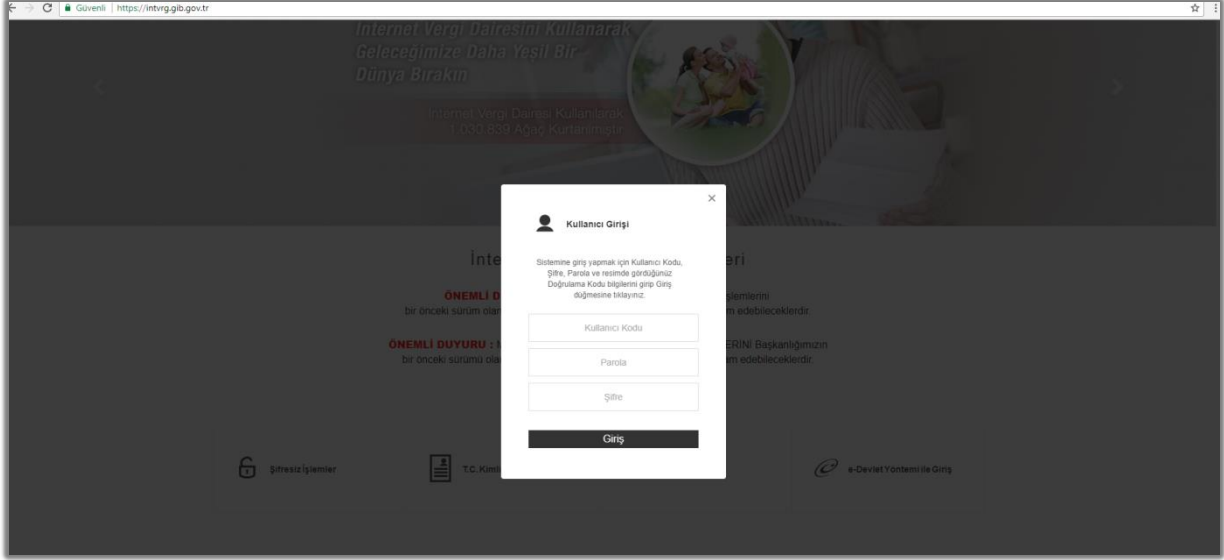 Güvenli | https://intvrg.gib.gov.tr
İnternet Vergi Dairesini Kullanarak
Geleceğimize Daha Yeşil Bir
Dünya Bırakın
İnternet Vergi Dairesi Kullanılarak
1.030.839 Ağaç Kurtarılmıştır
Kullanıcı Girişi
Sistemine giriş yapmak için Kullanıcı Kodu,
Şifre, Parola ve resimde gördüğünüz
Doğrulama Kodu bilgilerini girip Giriş
düğmesine tıklayınız.
İnte eri
ÖNEMLİ D işlemlerini
bir önceki sürüm olar m edebileceklerdir.
ÖNEMLİ DUYURU : ERİNİ Başkanlığımızın
bir önceki sürümü ola m edebileceklerdir.
Kullanıcı Kodu
Parola
Şifre
Giriş
Şifresiz İşlemler
T.C. Kimli
e-Devlet Yöntemi ile Giriş